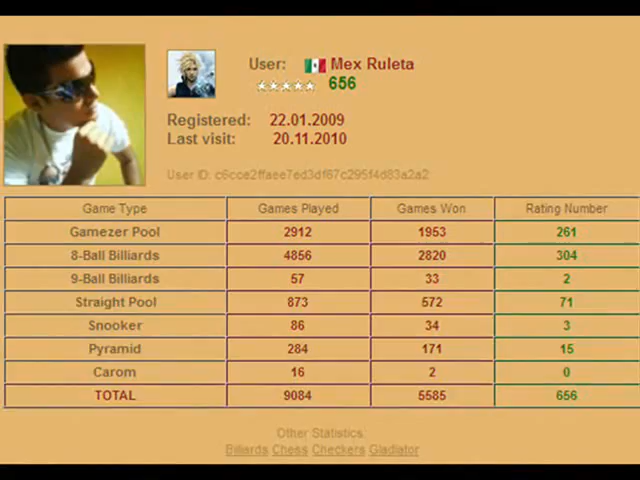 User: Mex Ruleta
656
Registered: 22.01.2009
Last visit: 20.11.2010
User ID: c6cce2ffaee7ed3df67c295f4d83a2a2
Game Type Games Played Games Won Rating Number
Gamezer Pool 2912 1953 261
8-Ball Billiards 4856 2820 304
9-Ball Billiards 57 33 2
Straight Pool 873 572 71
Snooker 86 34 3
Pyramid 284 171 15
Carom 16 2 0
TOTAL 9084 5585 656
Other Statistics:
Billiards Chess Checkers Gladiator